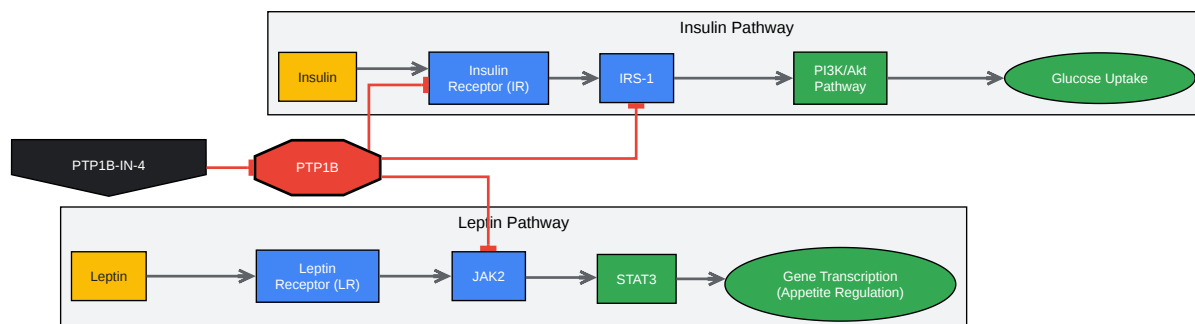 Insulin Pathway
Insulin
Insulin
Receptor (IR)
IRS-1
PI3K/Akt
Pathway
Glucose Uptake
PTP1B-IN-4
PTP1B
Leptin Pathway
Leptin
Leptin
Receptor (LR)
JAK2
STAT3
Gene Transcription
(Appetite Regulation)